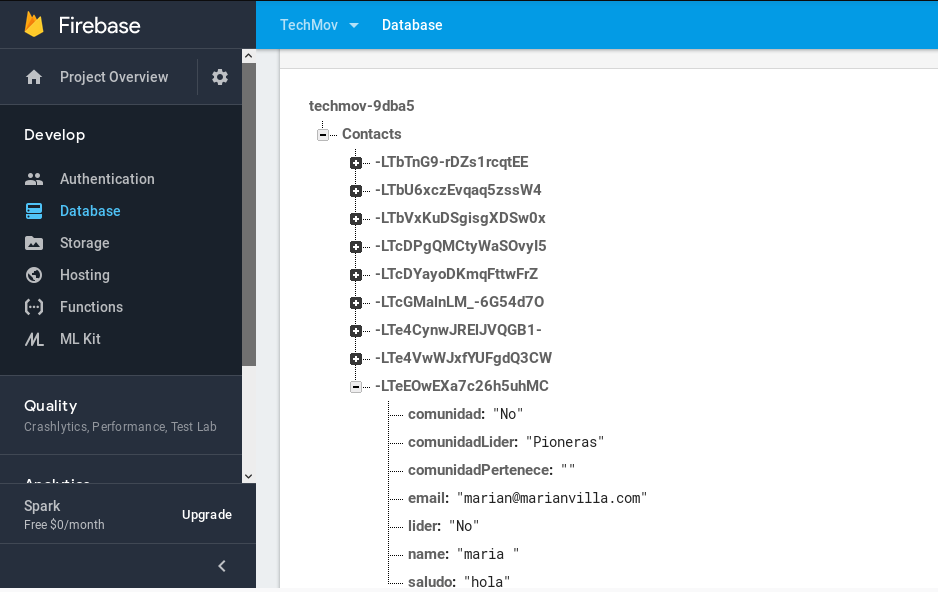 Firebase
TechMov Database
Project Overview
Develop
Authentication
Database
Storage
Hosting
Functions
ML Kit
Quality
Crashlytics, Performance, Test Lab
Analytics
Spark
Free $0/month
Upgrade
techmov-9dba5
Contacts
-LTbTnG9-rDZs1rcqtEE
-LTbU6xczEvqaq5zssW4
-LTbVxKuDSgisgXDSw0x
-LTcDPgQMCtyWaSOvyI5
-LTcDYayoDKmqFttwFrZ
-LTcGMaInLM_-6G54d7O
-LTe4CynwJREIJVQGB1-
-LTe4VwWJxfYUFgdQ3CW
-LTeEOwEXa7c26h5uhMC
comunidad: "No"
comunidadLider: "Pioneras"
comunidadPertenece: ""
email: "marian@marianvilla.com"
lider: "No"
name: "maria "
saludo: "hola"